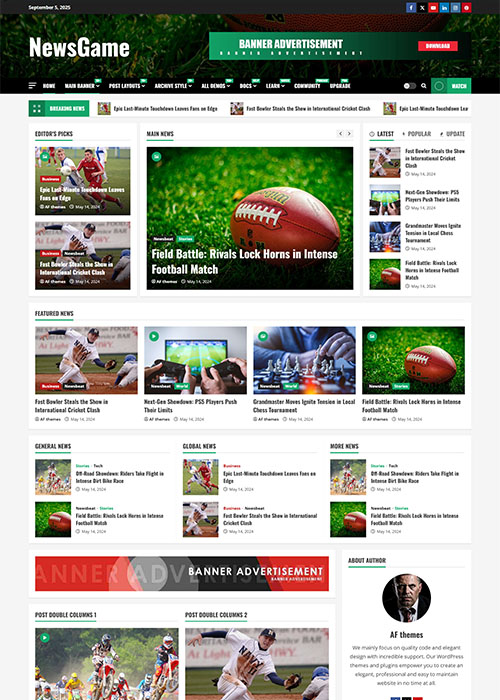 September 5, 2025
NewsGame
BANNER ADVERTISEMENT
BANNER ADVERTISEMENT
DOWNLOAD
HOME
MAIN BANNER
POST LAYOUTS
ARCHIVE STYLE
ALL DEMOS
DOCS
LEARN
COMMUNITY
UPGRADE
WATCH
BREAKING NEWS
Epic Last-Minute Touchdown Leaves Fans on Edge
Fast Bowler Steals the Show in International Cricket Clash
Epic Last-Minute Touchdown Lea
EDITOR'S PICKS
Business
Epic Last-Minute Touchdown Leaves
Fans on Edge
AF themes May 14, 2024
Business Newsbeat
Fast Bowler Steals the Show in
International Cricket Clash
AF themes May 14, 2024
MAIN NEWS
Newsbeat Stories
Field Battle: Rivals Lock Horns in Intense
Football Match
AF themes May 14, 2024
LATEST
POPULAR
UPDATE
Fast Bowler Steals the Show
in International Cricket
Clash
May 14, 2024
Next-Gen Showdown: PS5
Players Push Their Limits
May 14, 2024
Grandmaster Moves Ignite
Tension in Local Chess
Tournament
May 14, 2024
Field Battle: Rivals Lock
Horns in Intense Football
Match
May 14, 2024
FEATURED NEWS
Business Newsbeat
Fast Bowler Steals the Show in
International Cricket Clash
AF themes May 14, 2024
Newsbeat World
Next-Gen Showdown: PS5 Players Push
Their Limits
AF themes May 14, 2024
Newsbeat World
Grandmaster Moves Ignite Tension in Local
Chess Tournament
AF themes May 14, 2024
Newsbeat Stories
Field Battle: Rivals Lock Horns in Intense
Football Match
AF themes May 14, 2024
GENERAL NEWS
Stories Tech
Off-Road Showdown: Riders Take Flight in
Intense Dirt Bike Race
May 14, 2024
Newsbeat Stories
Field Battle: Rivals Lock Horns in Intense
Football Match
May 14, 2024
GLOBAL NEWS
Business
Epic Last-Minute Touchdown Leaves Fans on
Edge
May 14, 2024
Business Newsbeat
Fast Bowler Steals the Show in International
Cricket Clash
May 14, 2024
MORE NEWS
Stories Tech
Off-Road Showdown: Riders Take Flight in
Intense Dirt Bike Race
May 14, 2024
Newsbeat Stories
Field Battle: Rivals Lock Horns in Intense
Football Match
May 14, 2024
ANNER ADVERTISEMEN
BANNER ADVERTISEMENT
BANNER ADVERTISEMENT
POST DOUBLE COLUMNS 1
POST DOUBLE COLUMNS 2
ABOUT AUTHOR
AF themes
We mainly focus on quality code and elegant
design with incredible support. Our WordPress
themes and plugins empower you to create an
elegant, professional and easy to maintain
website in no time at all.